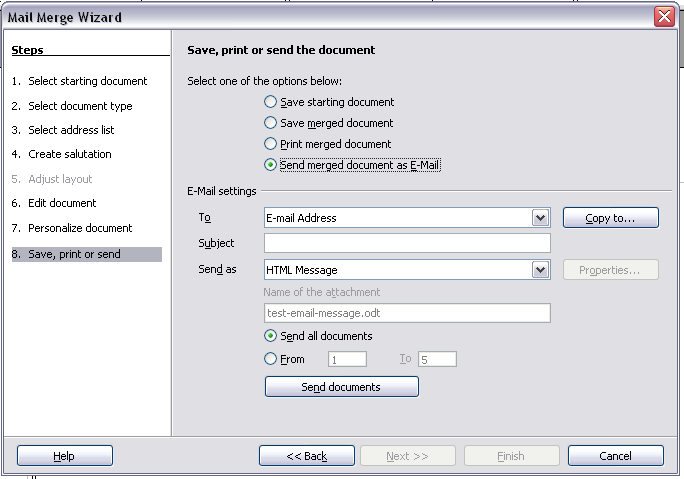 Mail Merge Wizard
Steps
1. Select starting document
2. Select document type
3. Select address list
4. Create salutation
5. Adjust layout
6. Edit document
7. Personalize document
8. Save, print or send
Save, print or send the document
Select one of the options below:
Save starting document
Save merged document
Print merged document
Send merged document as E-Mail
E-Mail settings
To E-mail Address Copy to...
Subject
Send as HTML Message Properties...
Name of the attachment
test-email-message.odt
Send all documents
From 1 To 5
Send documents
Help << Back Next >> Finish Cancel